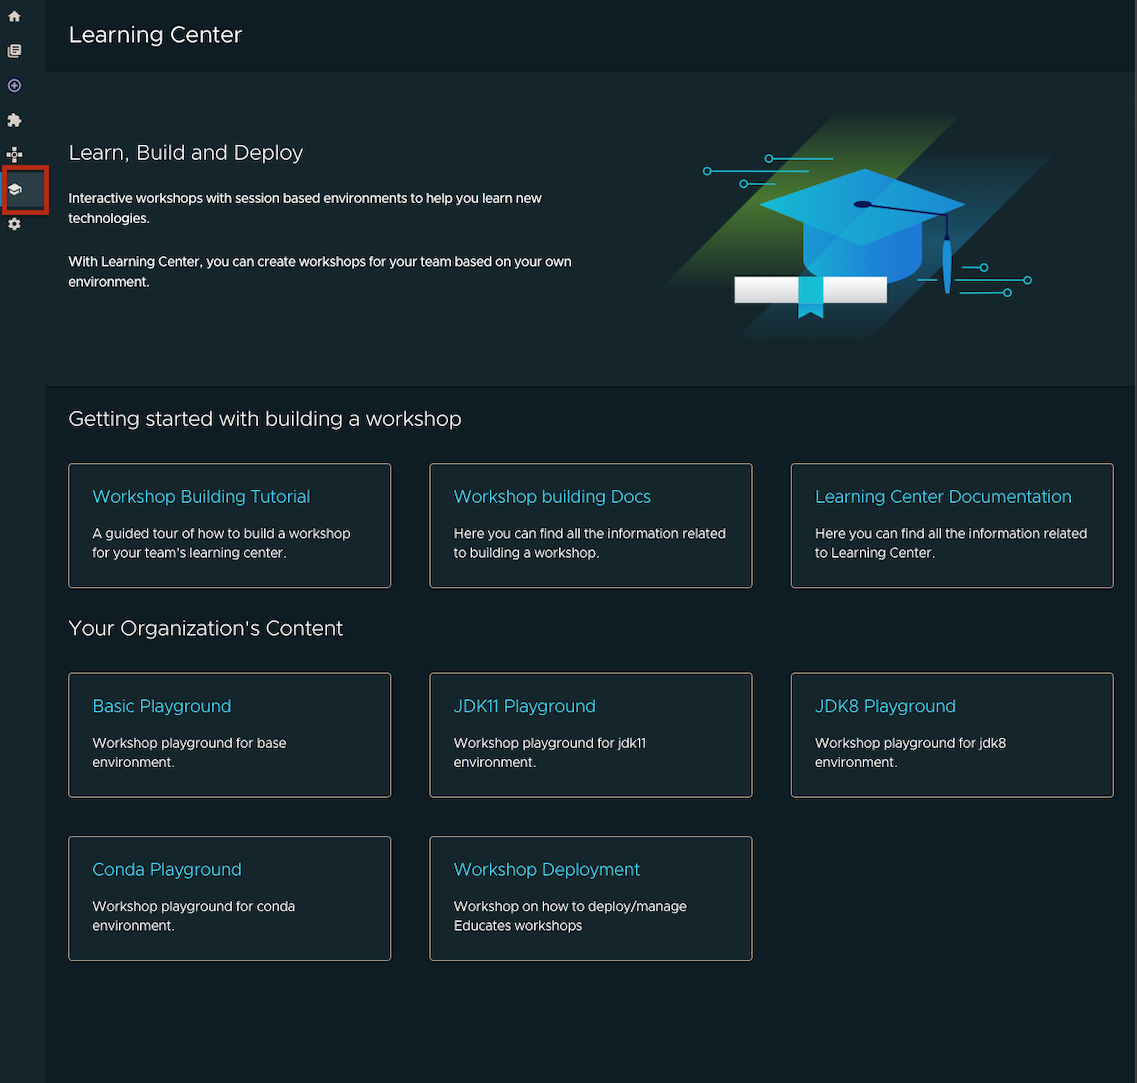 Learning Center
Learn, Build and Deploy
Interactive workshops with session based environments to help you learn new
technologies.
With Learning Center, you can create workshops for your team based on your own
environment.
Getting started with building a workshop
Workshop Building Tutorial
A guided tour of how to build a workshop
for your team's learning center.
Workshop building Docs
Here you can find all the information related
to building a workshop.
Learning Center Documentation
Here you can find all the information related
to Learning Center.
Your Organization's Content
Basic Playground
Workshop playground for base
environment.
JDK11 Playground
Workshop playground for jdk11
environment.
JDK8 Playground
Workshop playground for jdk8
environment.
Conda Playground
Workshop playground for conda
environment.
Workshop Deployment
Workshop on how to deploy/manage
Educates workshops